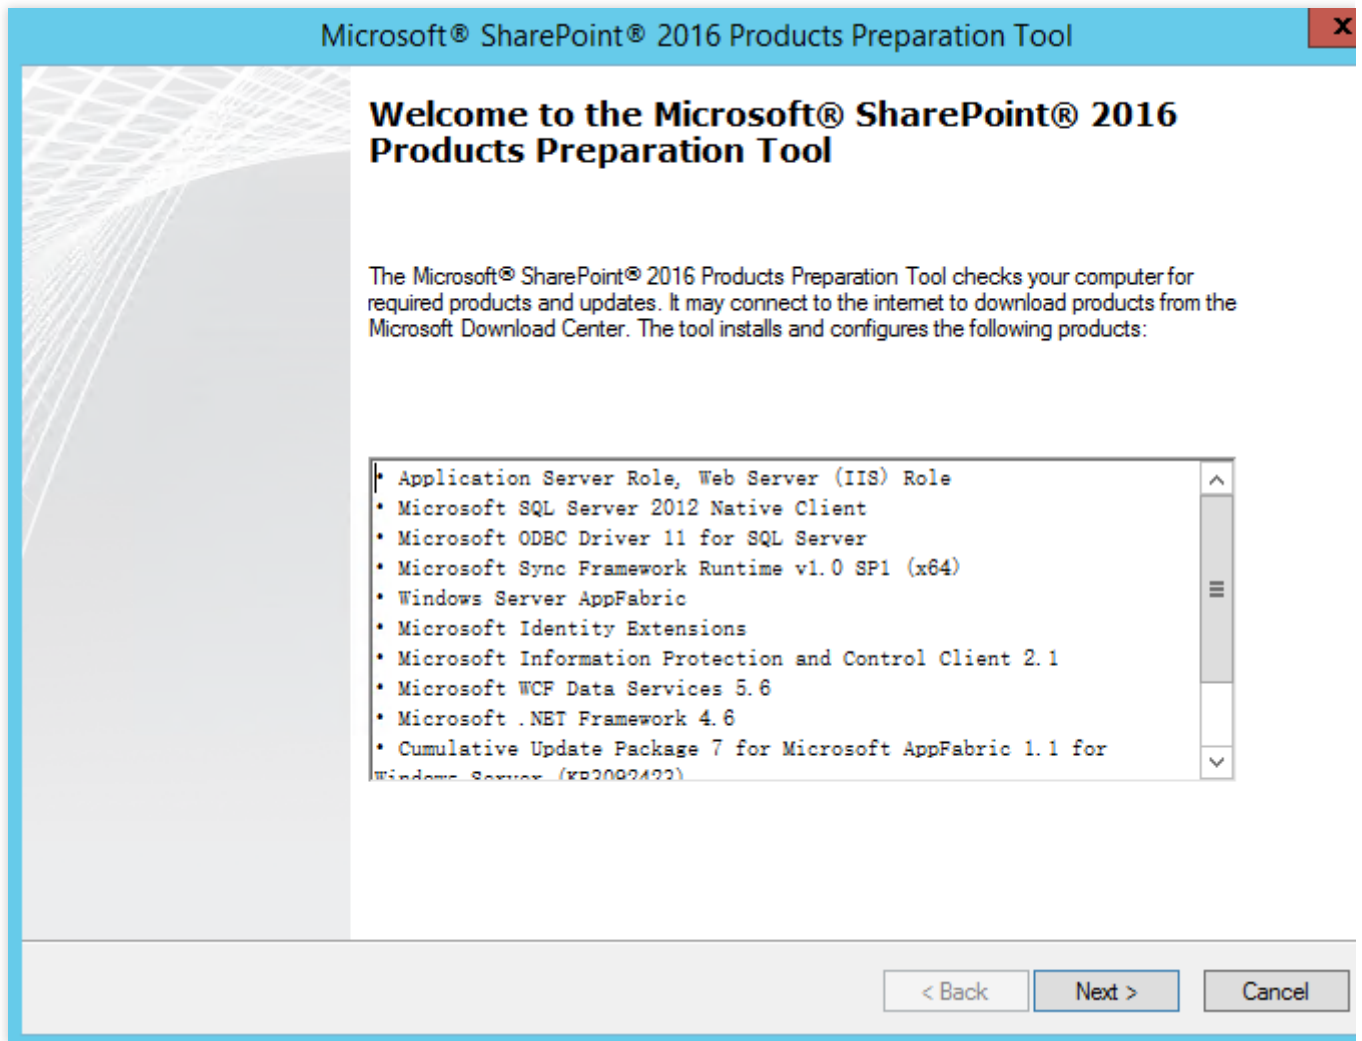 Microsoft® SharePoint® 2016 Products Preparation Tool
x
Welcome to the Microsoft® SharePoint® 2016
Products Preparation Tool
The Microsoft® SharePoint® 2016 Products Preparation Tool checks your computer for
required products and updates. It may connect to the internet to download products from the
Microsoft Download Center. The tool installs and configures the following products:
• Application Server Role, Web Server (IIS) Role
• Microsoft SQL Server 2012 Native Client
• Microsoft ODBC Driver 11 for SQL Server
• Microsoft Sync Framework Runtime v1.0 SP1 (x64)
• Windows Server AppFabric
• Microsoft Identity Extensions
• Microsoft Information Protection and Control Client 2.1
• Microsoft WCF Data Services 5.6
• Microsoft .NET Framework 4.6
• Cumulative Update Package 7 for Microsoft AppFabric 1.1 for
Windows Server (KB3092423)
< Back
Next >
Cancel